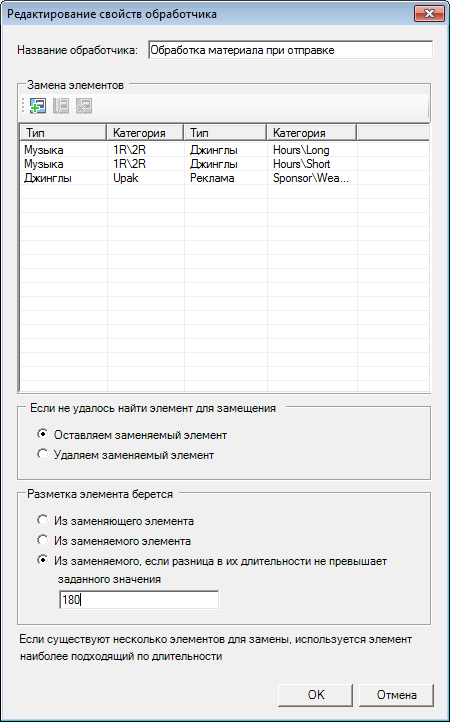 Редактирование свойств обработчика
Название обработчика: Обработка материала при отправке
Замена элементов
Тип Категория Тип Категория
Музыка 1R\2R Джинглы Hours\Long
Музыка 1R\2R Джинглы Hours\Short
Джинглы Upak Реклама Sponsor\Wea...
Если не удалось найти элемент для замещения
Оставляем заменяемый элемент
Удаляем заменяемый элемент
Разметка элемента берется
Из заменяющего элемента
Из заменяемого элемента
Из заменяемого, если разница в их длительности не превышает
заданного значения
180
Если существуют несколько элементов для замены, используется элемент
наиболее подходящий по длительности
OK Отмена